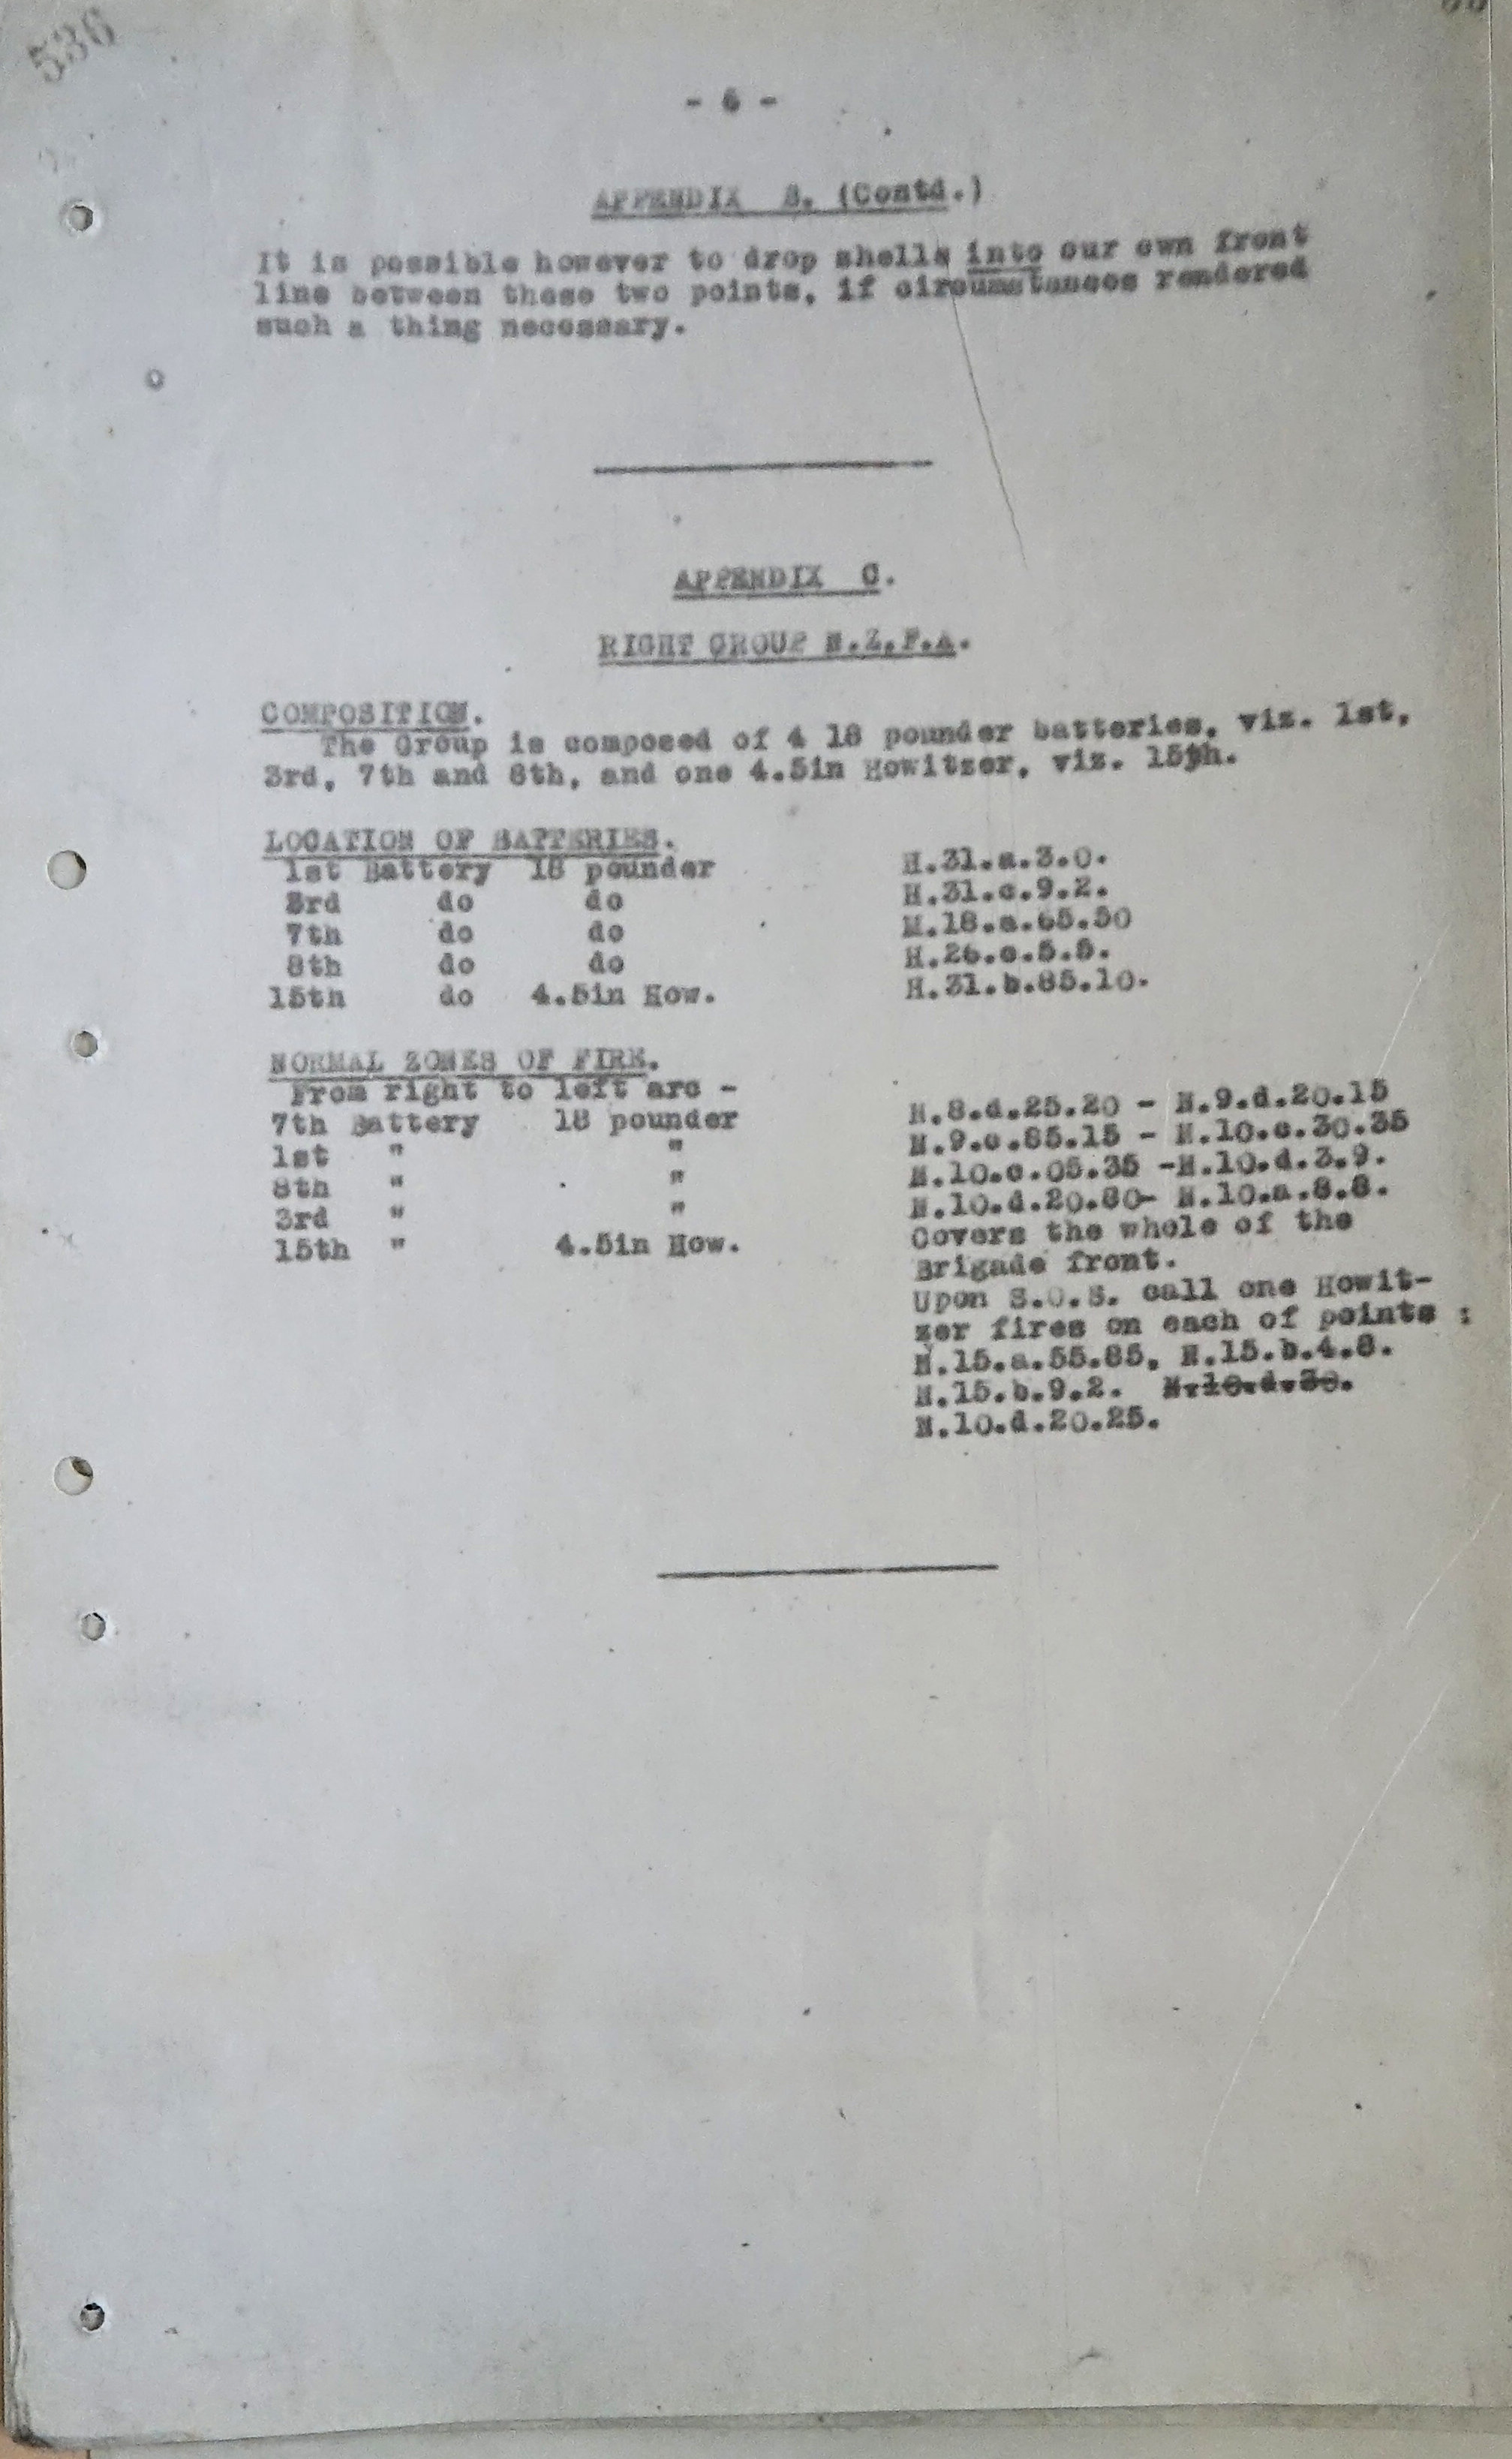 536
- 6 -
APPENDIX B. (Contd.)
It is possible however to drop shells into our own front
line between these two points, if circumstances rendered
such a thing necessary.
APPENDIX C.
RIGHT GROUP N.Z.F.A.
COMPOSITION.
The Group is composed of 4 18 pounder batteries, viz. 1st,
3rd, 7th and 8th, and one 4.5in Howitzer, viz. 15th.
LOCATION OF BATTERIES.
1st Battery 18 pounder H.31.a.3.0.
3rd do do H.31.c.9.2.
7th do do M.18.a.65.50
8th do do H.26.c.5.5.
15th do 4.5in How. H.31.b.85.10.
NORMAL ZONES OF FIRE.
From right to left are -
7th Battery 18 pounder N.8.d.25.20 - N.9.d.20.15
1st " " N.9.c.85.15 - N.10.c.30.35
8th " " N.10.c.05.35 -N.10.d.3.9.
3rd " " N.10.d.20.80- N.10.a.8.8.
15th " 4.5in How. Covers the whole of the
Brigade front.
Upon S.O.S. call one Howit-
zer fires on each of points :
N.15.a.55.85, N.15.b.4.8.
N.15.b.9.2. N.10.d.30.
N.10.d.20.25.